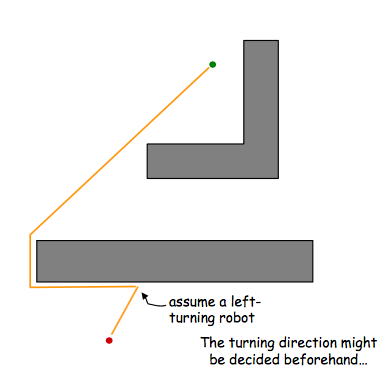 assume a left-
turning robot
The turning direction might
be decided beforehand...